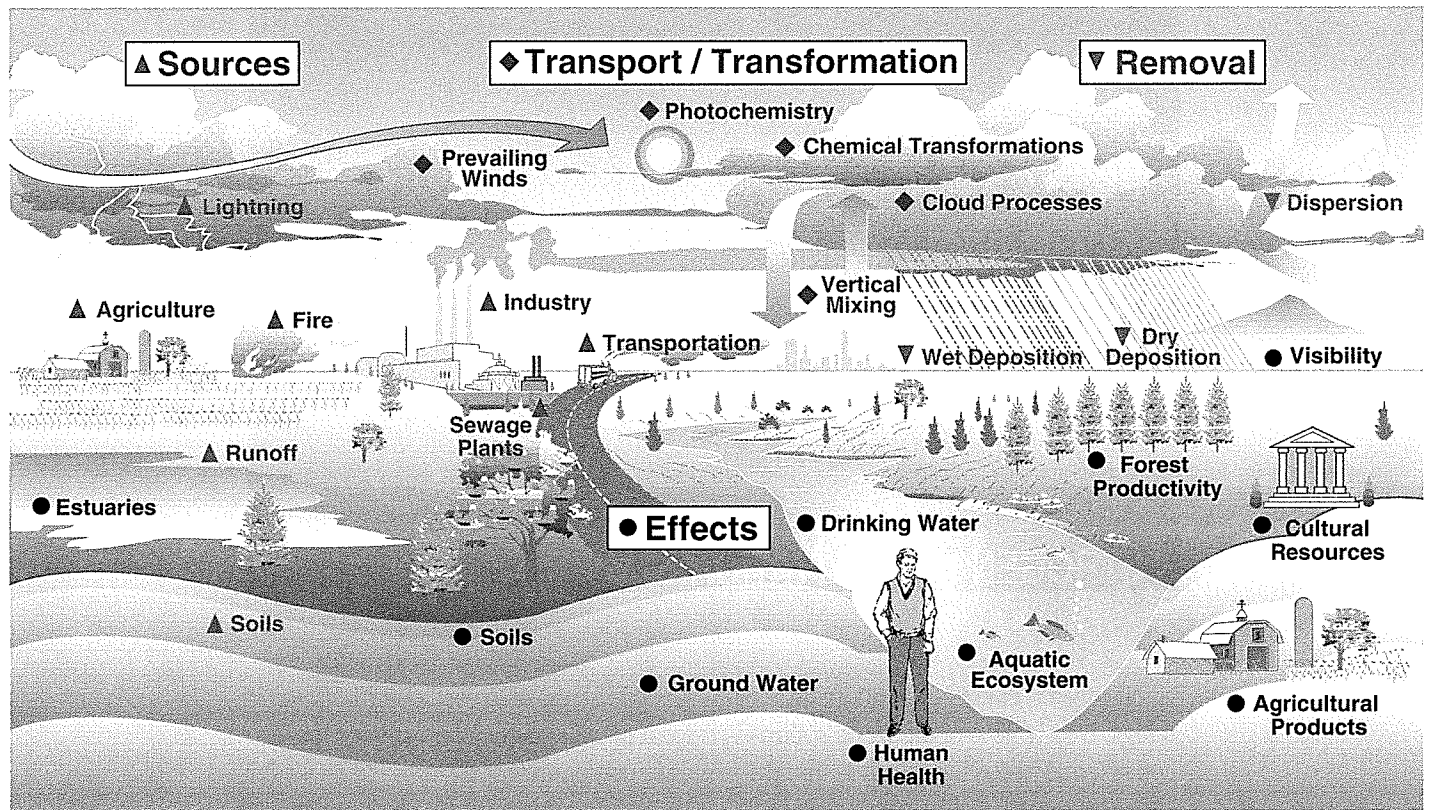 ▲ Sources
◆ Transport / Transformation
▼ Removal
◆ Photochemistry
◆ Chemical Transformations
◆ Prevailing
Winds
▲ Lightning
◆ Cloud Processes
▼ Dispersion
▲ Agriculture
▲ Fire
▲ Industry
◆ Vertical
Mixing
▲ Transportation
▼ Wet Deposition
▼ Dry
Deposition
● Visibility
▲ Sewage
Plants
▲ Runoff
● Forest
Productivity
● Estuaries
● Effects
● Drinking Water
● Cultural
Resources
▲ Soils
● Soils
● Aquatic
Ecosystem
● Ground Water
● Agricultural
Products
● Human
Health